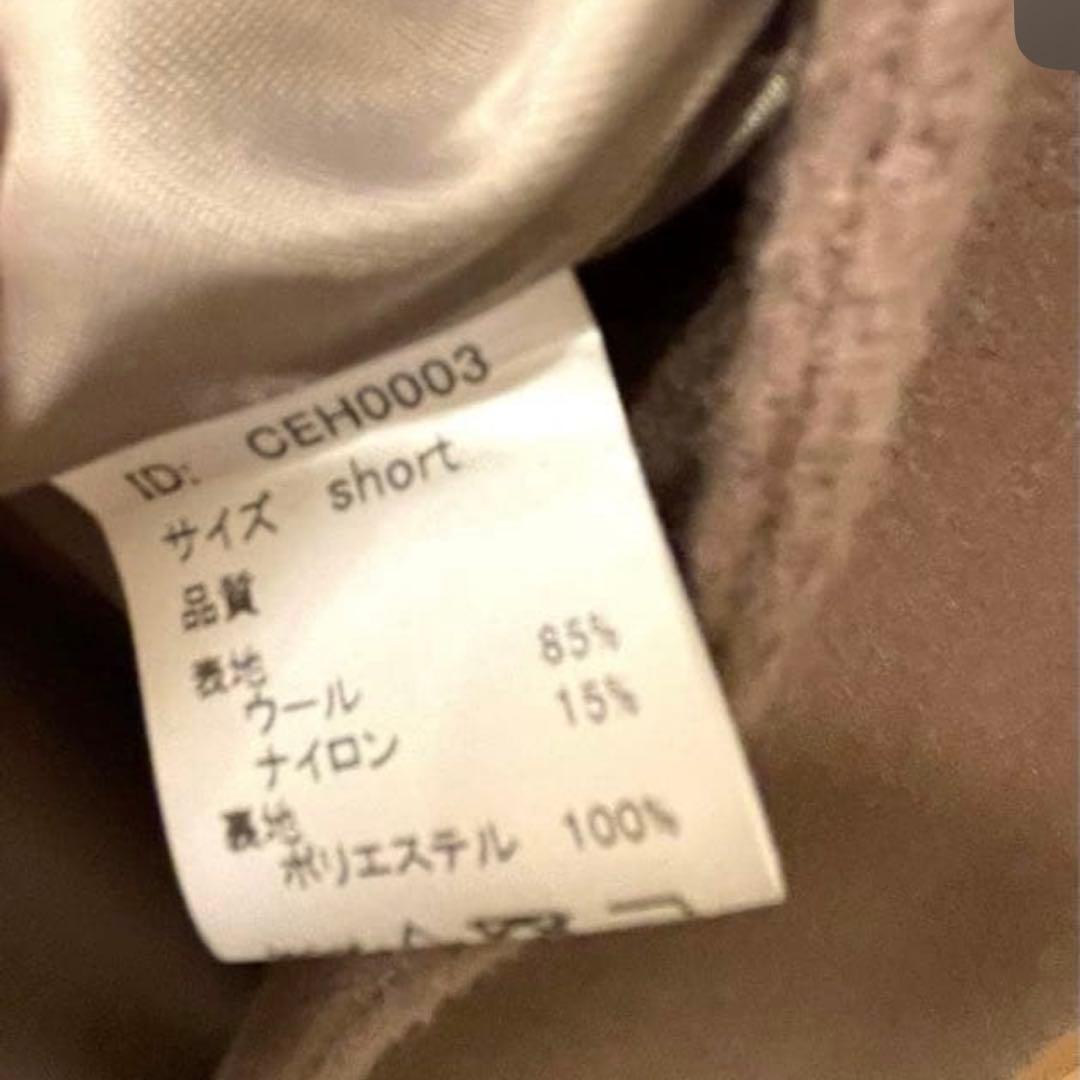 ID: CEH0003
サイズ short
品質
表地
ウール 85%
ナイロン 15%
裏地
ポリエステル 100%